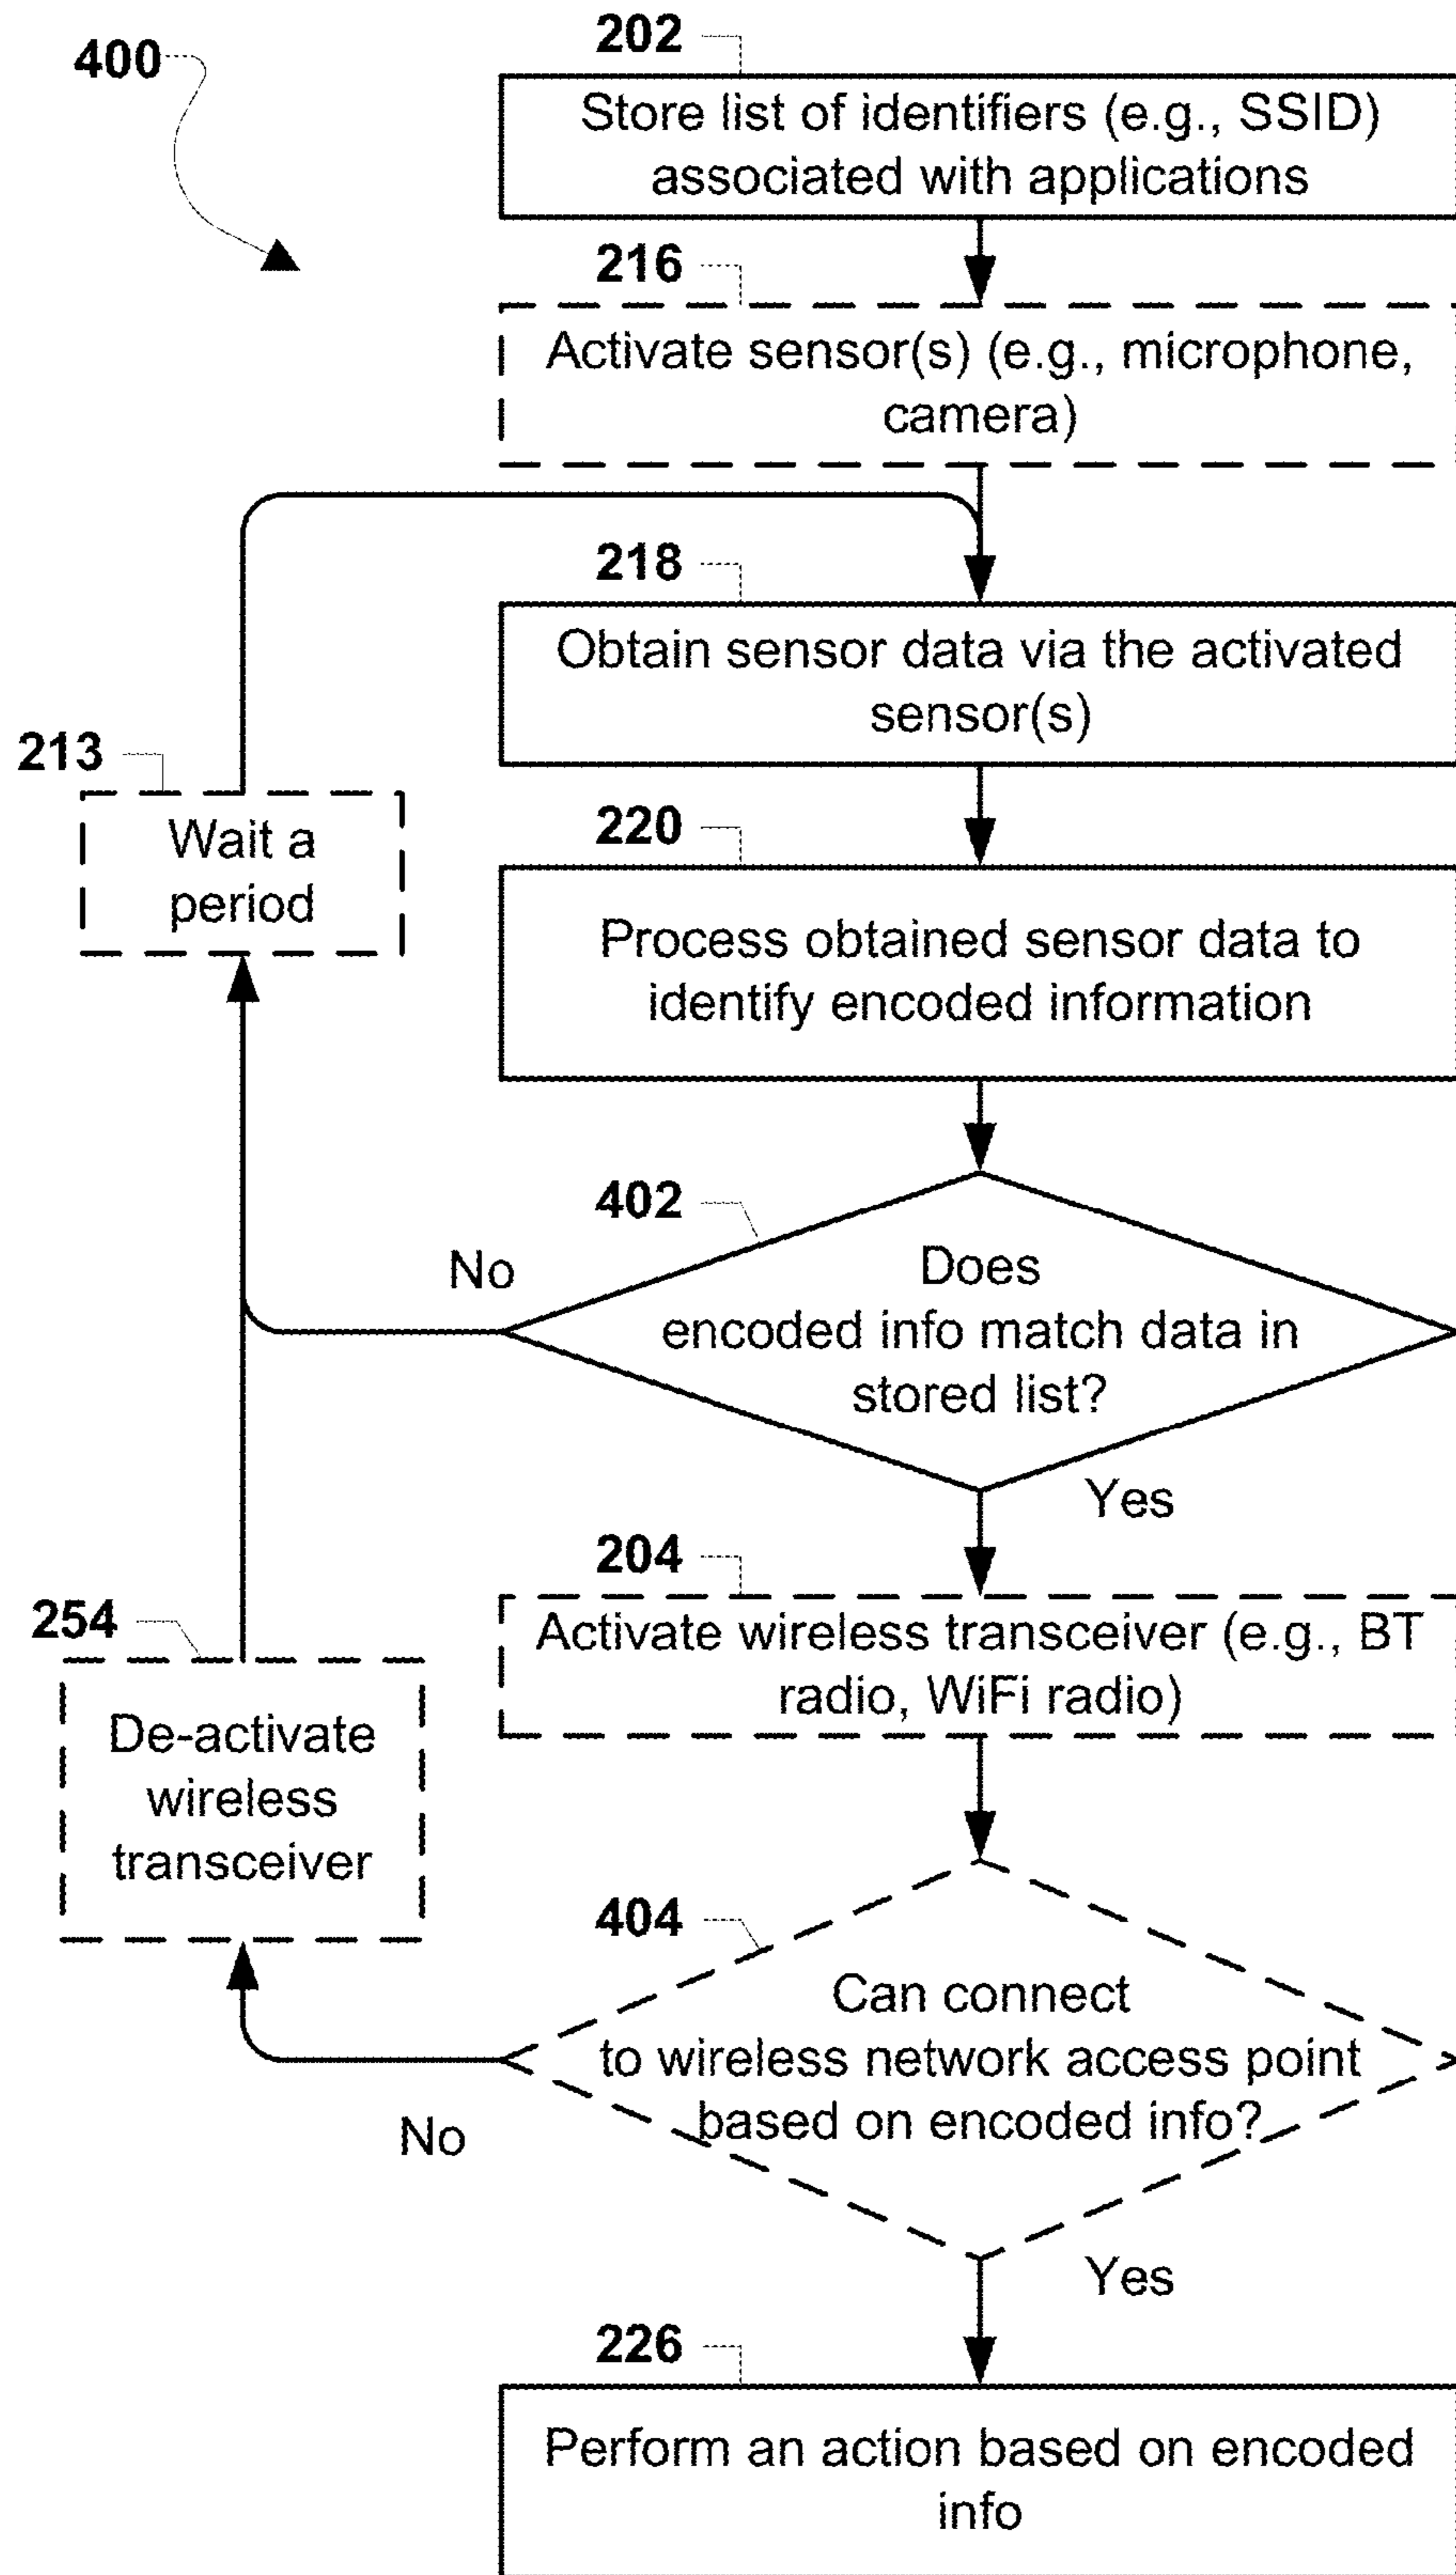 400
202
Store list of identifiers (e.g., SSID)
associated with applications
216
Activate sensor(s) (e.g., microphone,
camera)
218
Obtain sensor data via the activated
sensor(s)
213
Wait a
period
220
Process obtained sensor data to
identify encoded information
402
Does
encoded info match data in
stored list?
No
Yes
204
Activate wireless transceiver (e.g., BT
radio, WiFi radio)
254
De-activate
wireless
transceiver
404
Can connect
to wireless network access point
based on encoded info?
No
Yes
226
Perform an action based on encoded
info